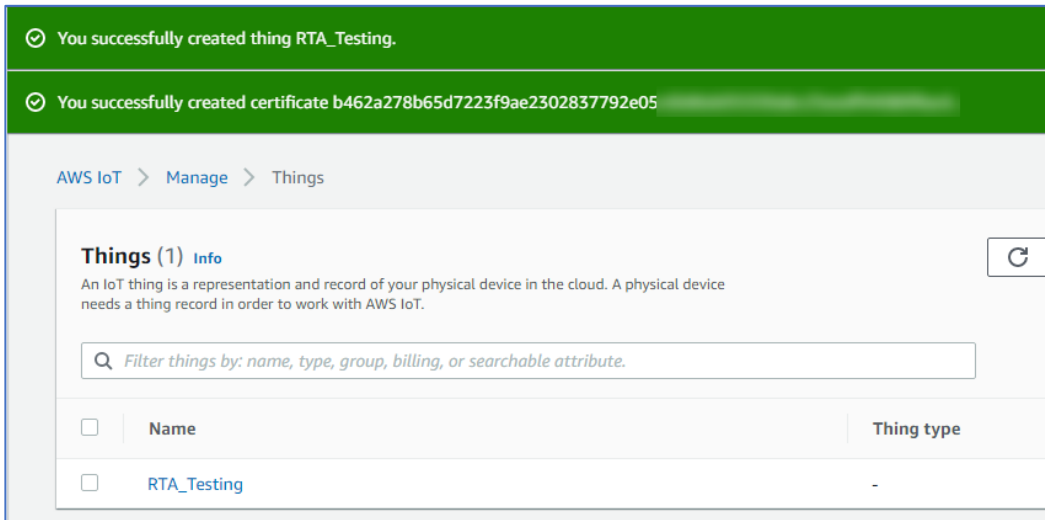 You successfully created thing RTA_Testing.
You successfully created certificate b462a278b65d7223f9ae2302837792e05
AWS IoT > Manage > Things
Things (1) Info
An IoT thing is a representation and record of your physical device in the cloud. A physical device
needs a thing record in order to work with AWS IoT.
Filter things by: name, type, group, billing, or searchable attribute.
Name Thing type
RTA_Testing -